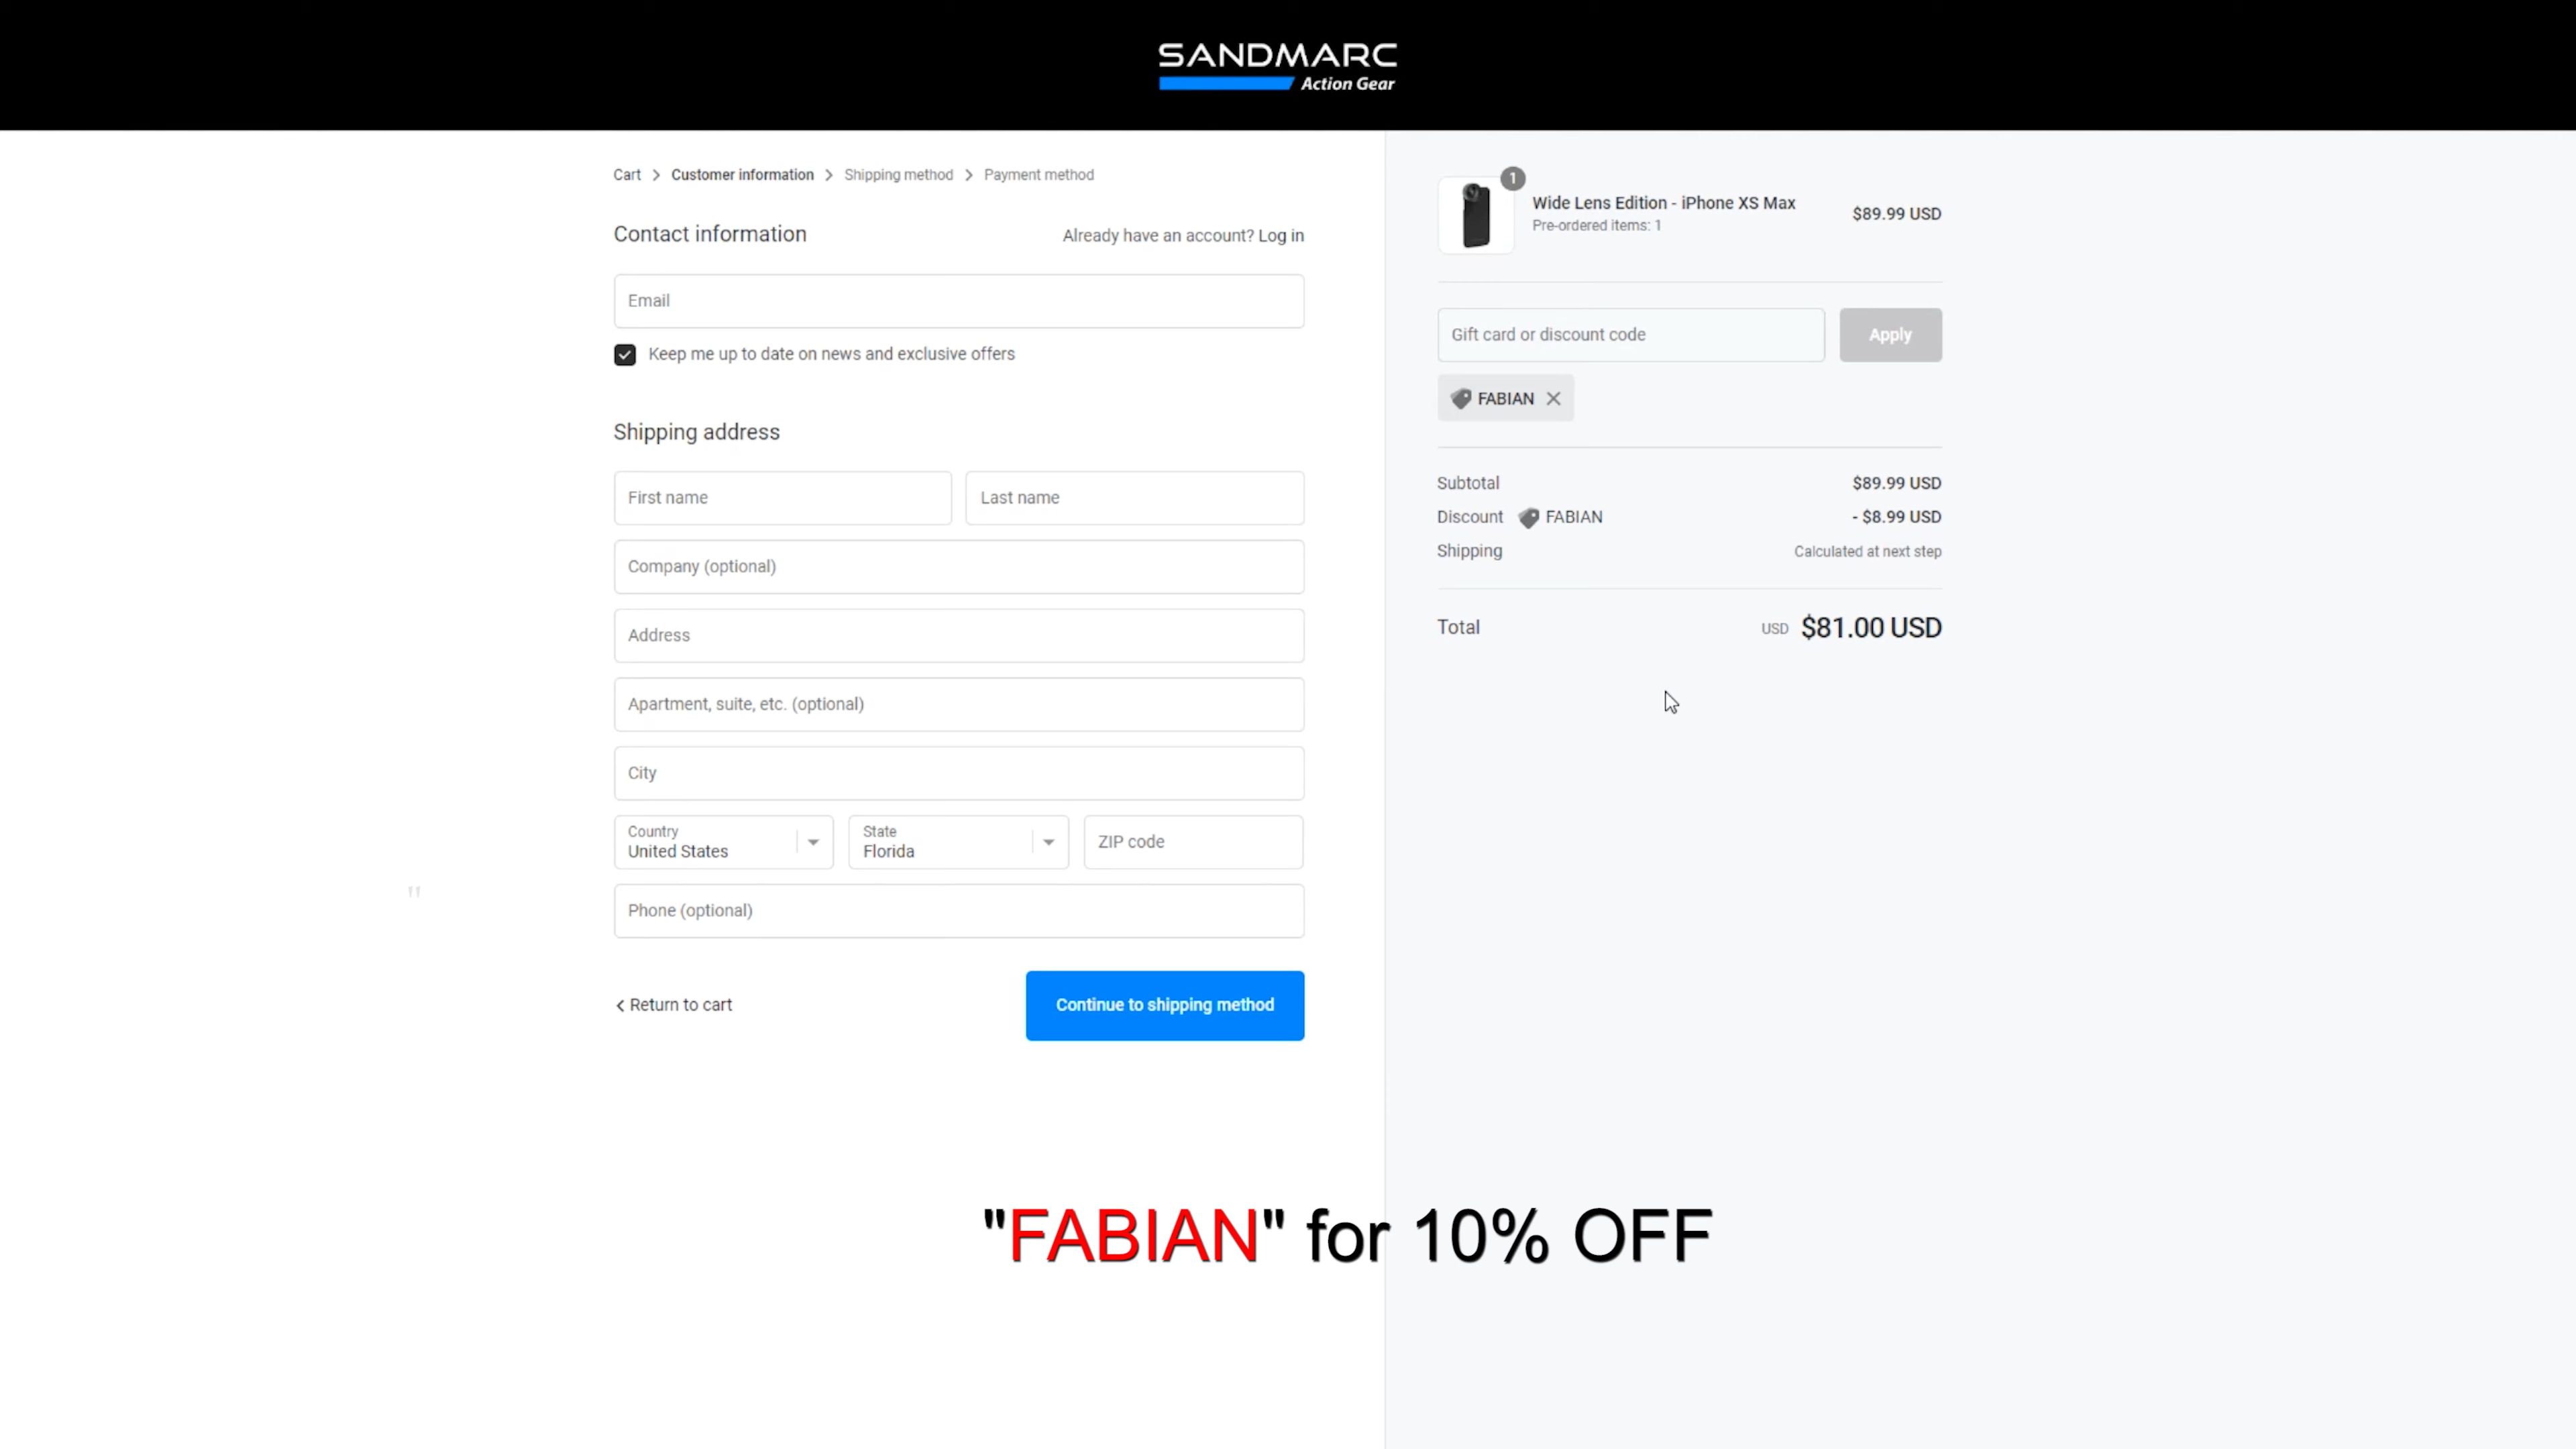 SANDMARC
Action Gear
Cart > Customer information > Shipping method > Payment method
Contact information
Already have an account? Log in
Email
Keep me up to date on news and exclusive offers
Shipping address
First name
Last name
Company (optional)
Address
Apartment, suite, etc. (optional)
City
Country
United States
State
Florida
ZIP code
Phone (optional)
"
< Return to cart
Continue to shipping method
1
Wide Lens Edition - iPhone XS Max
Pre-ordered items: 1
$89.99 USD
Gift card or discount code
Apply
FABIAN
Subtotal $89.99 USD
Discount FABIAN - $8.99 USD
Shipping Calculated at next step
Total USD $81.00 USD
"FABIAN" for 10% OFF